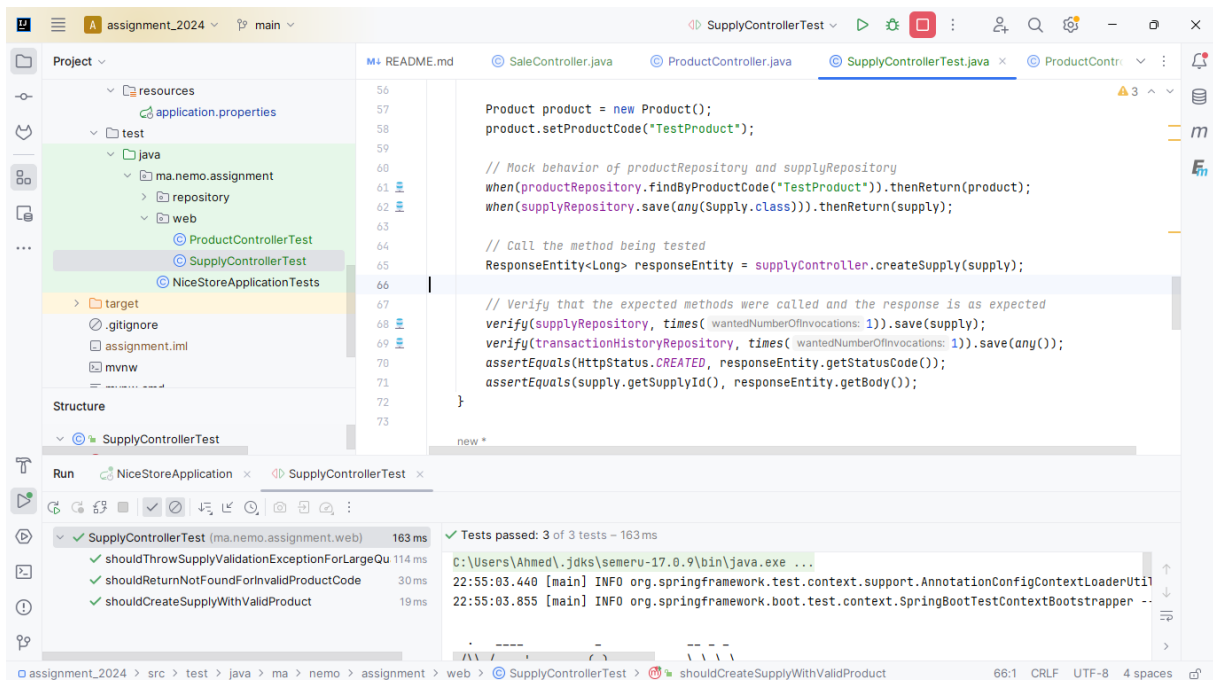 A assignment_2024 main SupplyControllerTest
Project
README.md SaleController.java ProductController.java SupplyControllerTest.java ProductContr
resources
application.properties
test
java
ma.nemo.assignment
repository
web
ProductControllerTest
SupplyControllerTest
NiceStoreApplicationTests
target
.gitignore
assignment.iml
mvnw
Structure
SupplyControllerTest
3
56
57 Product product = new Product();
58 product.setProductCode("TestProduct");
59
60 // Mock behavior of productRepository and supplyRepository
61 when(productRepository.findByProductCode("TestProduct")).thenReturn(product);
62 when(supplyRepository.save(any(Supply.class))).thenReturn(supply);
63
64 // Call the method being tested
65 ResponseEntity<Long> responseEntity = supplyController.createSupply(supply);
66
67 // Verify that the expected methods were called and the response is as expected
68 verify(supplyRepository, times( wantedNumberOfInvocations: 1)).save(supply);
69 verify(transactionHistoryRepository, times( wantedNumberOfInvocations: 1)).save(any());
70 assertEquals(HttpStatus.CREATED, responseEntity.getStatusCode());
71 assertEquals(supply.getSupplyId(), responseEntity.getBody());
72 }
73
new *
Run NiceStoreApplication SupplyControllerTest
SupplyControllerTest (ma.nemo.assignment.web) 163 ms
shouldThrowSupplyValidationExceptionForLargeQu 114 ms
shouldReturnNotFoundForInvalidProductCode 30 ms
shouldCreateSupplyWithValidProduct 19 ms
Tests passed: 3 of 3 tests – 163 ms
C:\Users\Ahmed\.jdks\semeru-17.0.9\bin\java.exe ...
22:55:03.440 [main] INFO org.springframework.test.context.support.AnnotationConfigContextLoaderUtil
22:55:03.855 [main] INFO org.springframework.boot.test.context.SpringBootTestContextBootstrapper --
assignment_2024 > src > test > java > ma > nemo > assignment > web > SupplyControllerTest > shouldCreateSupplyWithValidProduct 66:1 CRLF UTF-8 4 spaces